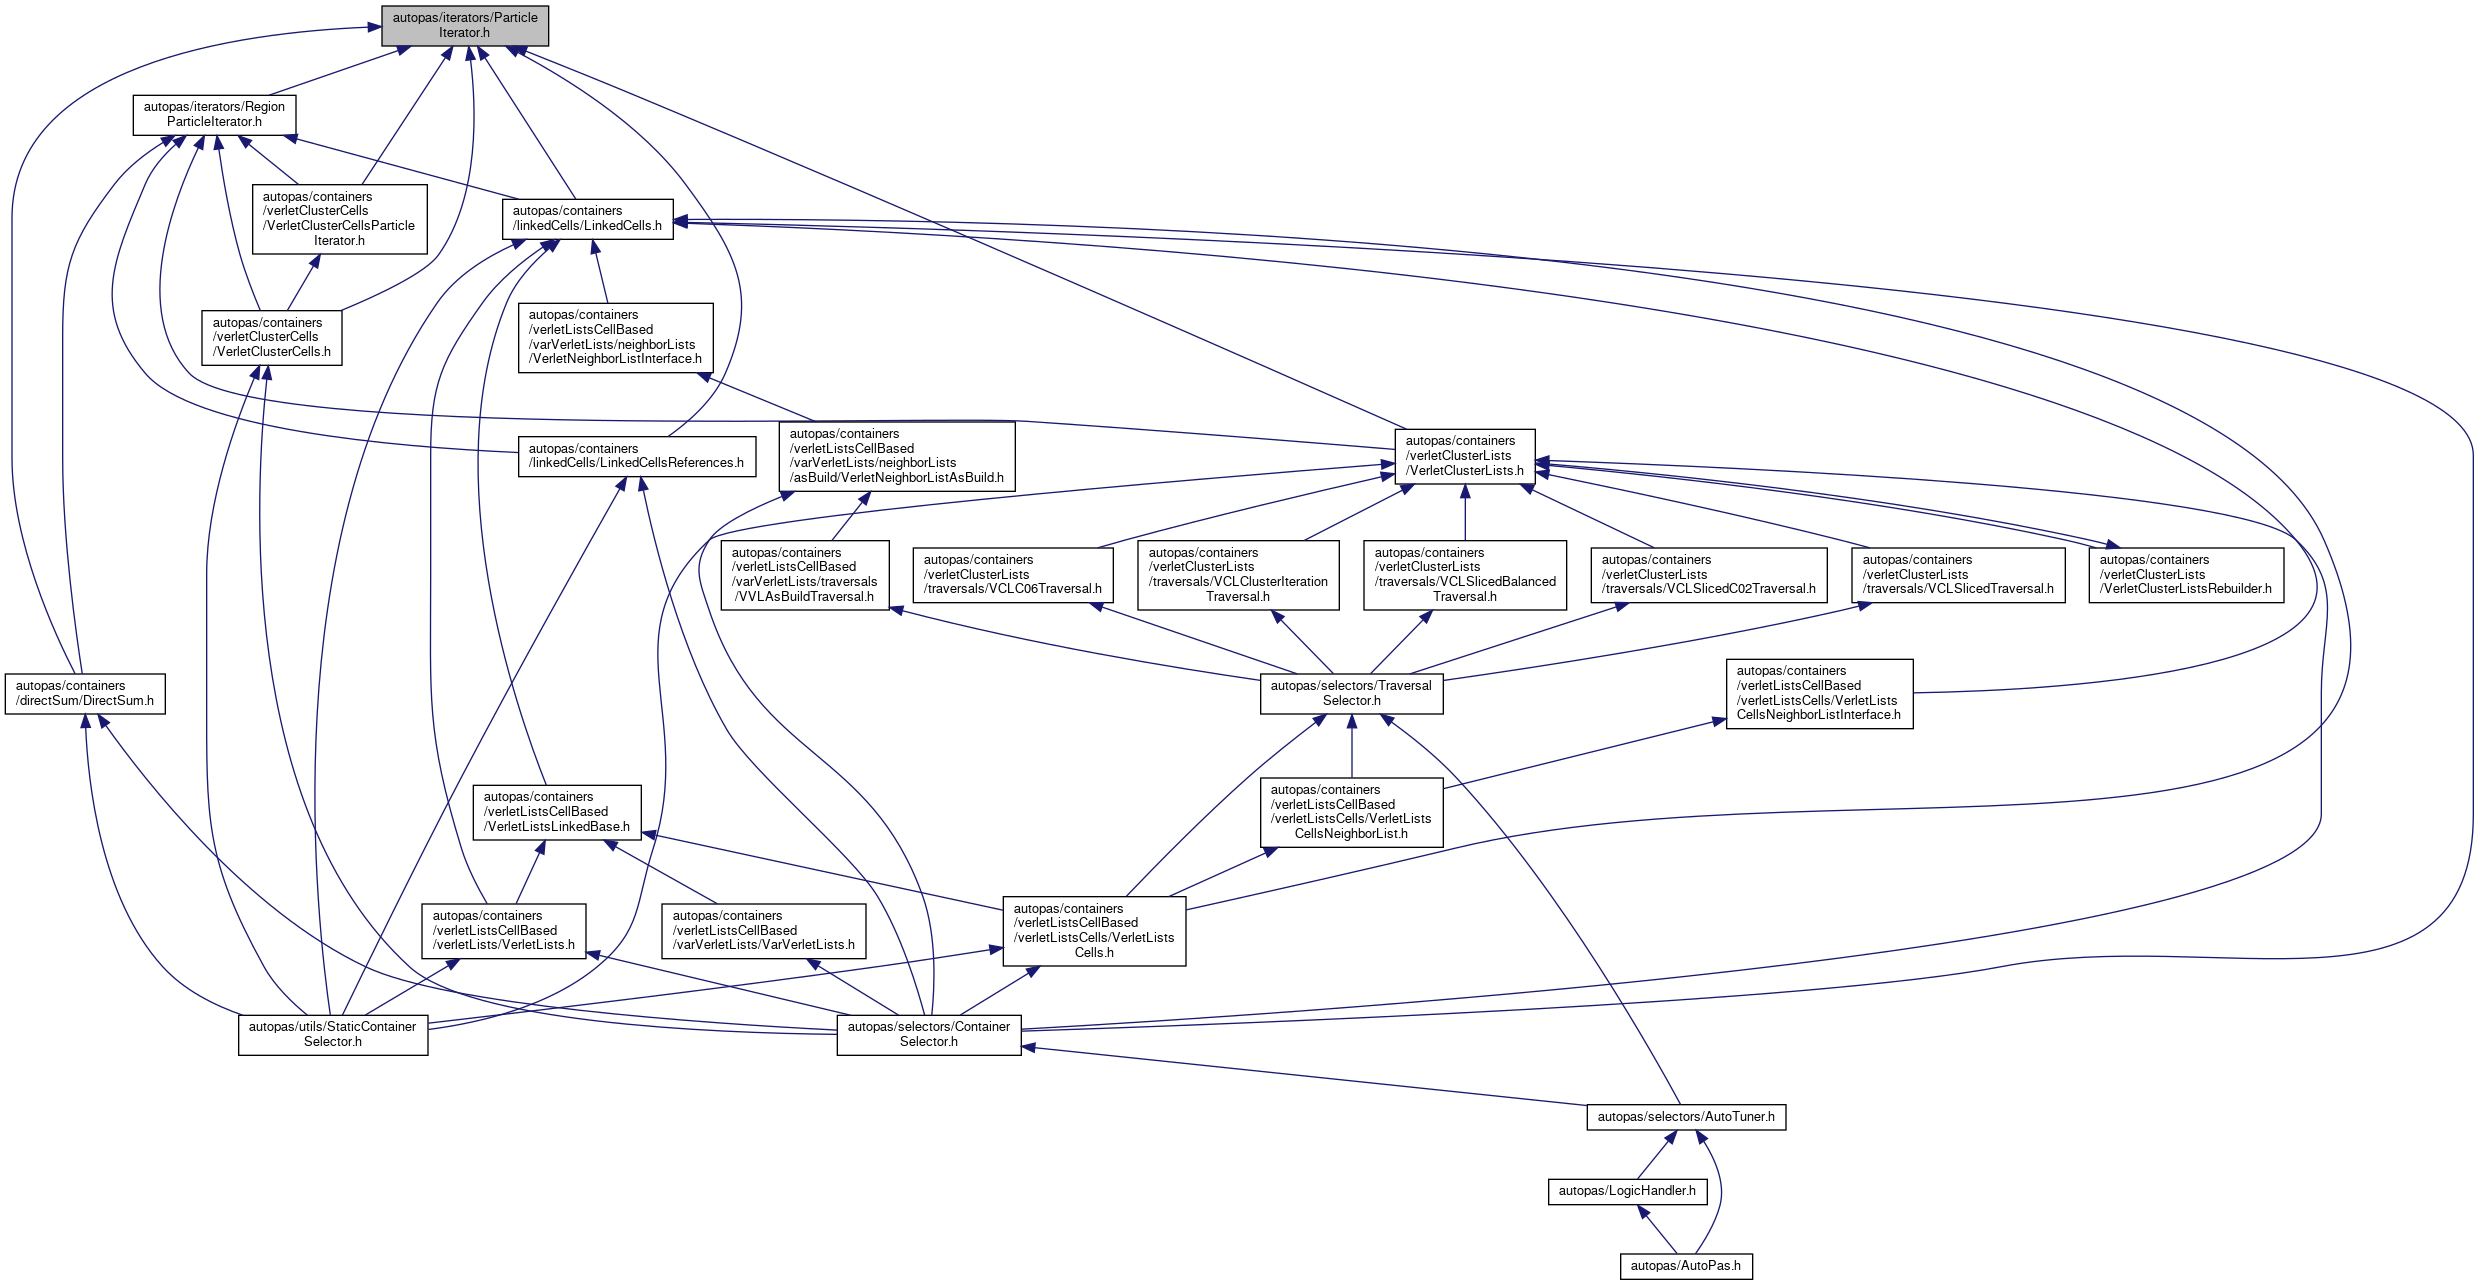 autopas/iterators/Particle
Iterator.h
autopas/iterators/Region
ParticleIterator.h
autopas/containers
/verletClusterCells
/VerletClusterCellsParticle
Iterator.h
autopas/containers
/linkedCells/LinkedCells.h
autopas/containers
/verletClusterCells
/VerletClusterCells.h
autopas/containers
/verletListsCellBased
/varVerletLists/neighborLists
/VerletNeighborListInterface.h
autopas/containers
/linkedCells/LinkedCellsReferences.h
autopas/containers
/verletListsCellBased
/varVerletLists/neighborLists
/asBuild/VerletNeighborListAsBuild.h
autopas/containers
/verletClusterLists
/VerletClusterLists.h
autopas/containers
/verletListsCellBased
/varVerletLists/traversals
/VVLAsBuildTraversal.h
autopas/containers
/verletClusterLists
/traversals/VCLC06Traversal.h
autopas/containers
/verletClusterLists
/traversals/VCLClusterIteration
Traversal.h
autopas/containers
/verletClusterLists
/traversals/VCLSlicedBalanced
Traversal.h
autopas/containers
/verletClusterLists
/traversals/VCLSlicedC02Traversal.h
autopas/containers
/verletClusterLists
/traversals/VCLSlicedTraversal.h
autopas/containers
/verletClusterLists
/VerletClusterListsRebuilder.h
autopas/containers
/directSum/DirectSum.h
autopas/selectors/Traversal
Selector.h
autopas/containers
/verletListsCellBased
/verletListsCells/VerletLists
CellsNeighborListInterface.h
autopas/containers
/verletListsCellBased
/VerletListsLinkedBase.h
autopas/containers
/verletListsCellBased
/verletListsCells/VerletLists
CellsNeighborList.h
autopas/containers
/verletListsCellBased
/verletLists/VerletLists.h
autopas/containers
/verletListsCellBased
/varVerletLists/VarVerletLists.h
autopas/containers
/verletListsCellBased
/verletListsCells/VerletLists
Cells.h
autopas/utils/StaticContainer
Selector.h
autopas/selectors/Container
Selector.h
autopas/selectors/AutoTuner.h
autopas/LogicHandler.h
autopas/AutoPas.h